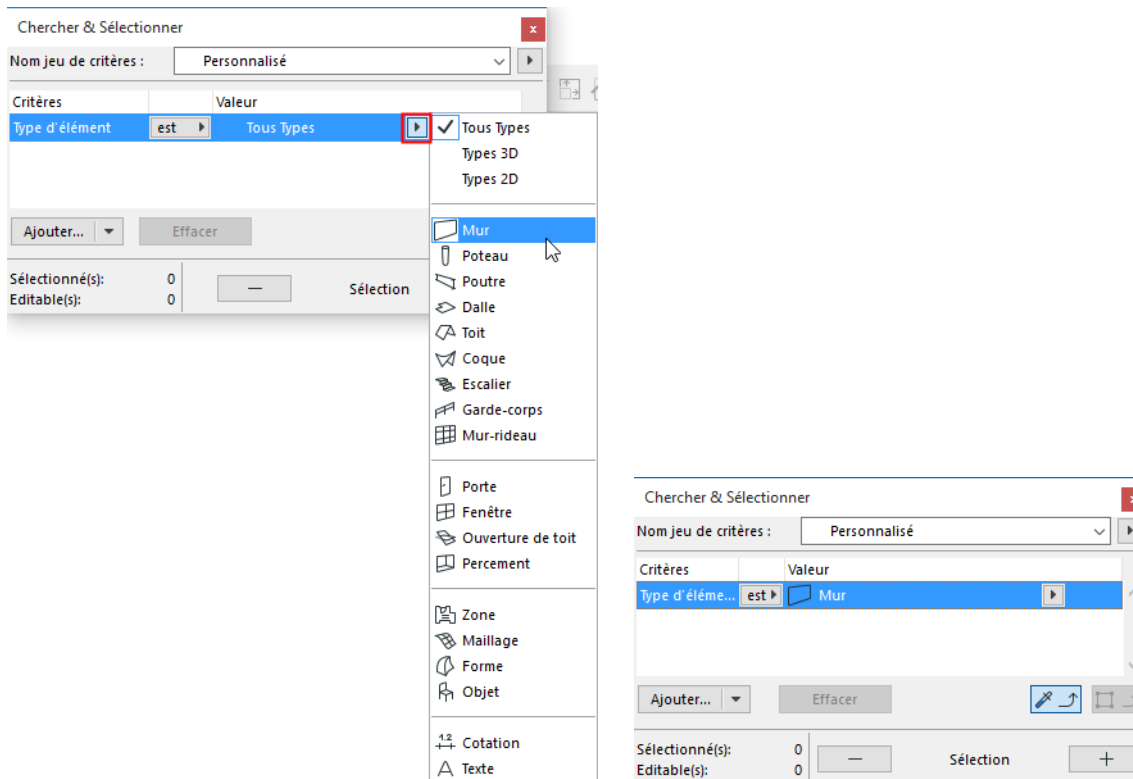 Chercher & Sélectionner
x
Nom jeu de critères : Personnalisé
Critères Valeur
Type d'élément est Tous Types
Tous Types
Types 3D
Types 2D
Mur
Poteau
Poutre
Dalle
Toit
Coque
Escalier
Garde-corps
Mur-rideau
Porte
Fenêtre
Ouverture de toit
Percement
Zone
Maillage
Forme
Objet
1.2 Cotation
A Texte
Ajouter... Effacer
Sélectionné(s): 0
Editable(s): 0
— Sélection
Chercher & Sélectionner
x
Nom jeu de critères : Personnalisé
Critères Valeur
Type d'éléme... est Mur
Ajouter... Effacer
Sélectionné(s): 0
Editable(s): 0
— Sélection +